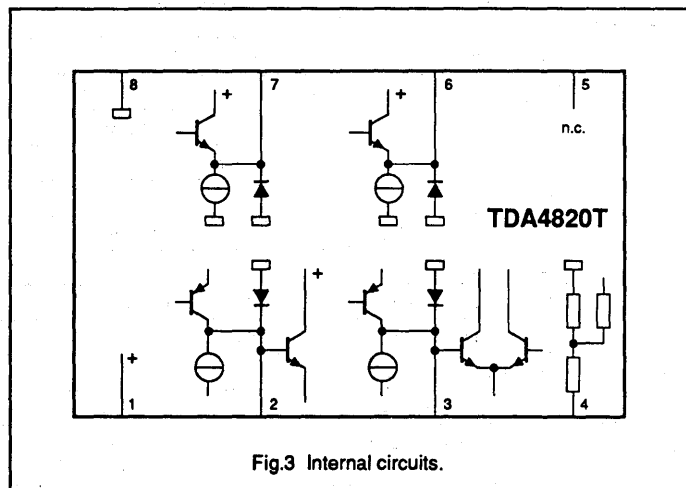 8 7 6 5
+ + n.c.
TDA4820T
+
+
1 2 3 4
Fig.3 Internal circuits.